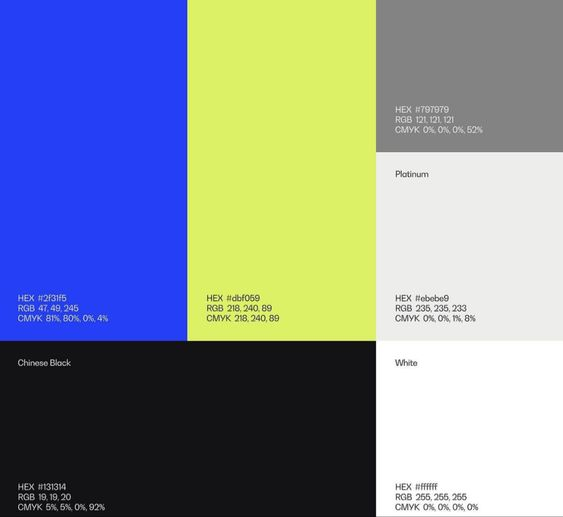 HEX #797979
RGB 121, 121, 121
CMYK 0%, 0%, 0%, 52%
Platinum
HEX #2f31f5
RGB 47, 49, 245
CMYK 81%, 80%, 0%, 4%
HEX #dbf059
RGB 218, 240, 89
CMYK 218, 240, 89
HEX #ebebe9
RGB 235, 235, 233
CMYK 0%, 0%, 1%, 8%
Chinese Black
White
HEX #131314
RGB 19, 19, 20
CMYK 5%, 5%, 0%, 92%
HEX #ffffff
RGB 255, 255, 255
CMYK 0%, 0%, 0%, 0%